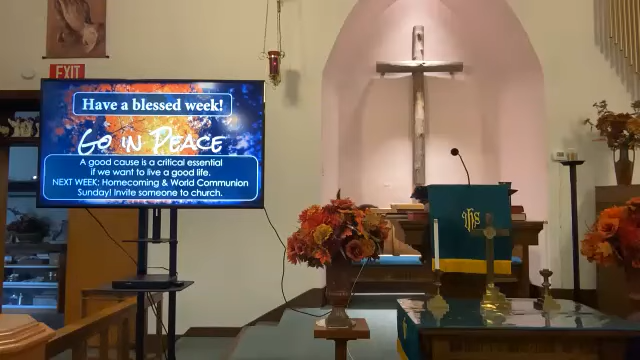 EXIT
Have a blessed week!
GO IN PEACE
A good cause is a critical essential
if we want to live a good life.
NEXT WEEK: Homecoming & World Communion
Sunday! Invite someone to church.
ihs